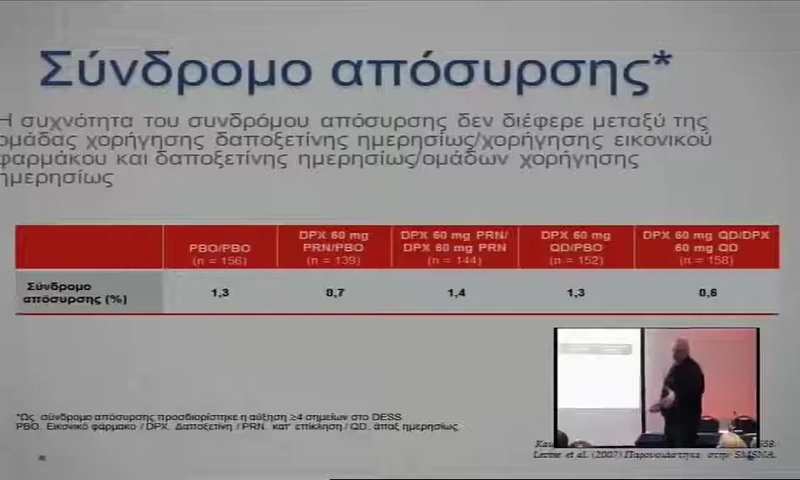 Σύνδρομο απόσυρσης*
Η συχνότητα του συνδρόμου απόσυρσης δεν διέφερε μεταξύ της
ομάδας χορήγησης δαποξετίνης ημερησίως/χορήγησης εικονικού
φαρμάκου και δαποξετίνης ημερησίως/ομάδων χορήγησης
ημερησίως
PBO/PBO (n = 156)
DPX 60 mg PRN/PBO (n = 139)
DPX 60 mg PRN/ DPX 60 mg PRN (n = 144)
DPX 60 mg QD/PBO (n = 152)
DPX 60 mg QD/DPX 60 mg QD (n = 158)
Σύνδρομο απόσυρσης (%) 1,3 0,7 1,4 1,3 0,6
*Ως σύνδρομο απόσυρσης προσδιορίστηκε η αύξηση ≥4 σημείων στο DESS.
PBO. Εικονικό φάρμακο / DPX. Δαποξετίνη / PRN. κατ' επίκληση / QD. άπαξ ημερησίως
Levine et al. (2007) Παρουσιάστηκε στην SMSNA.